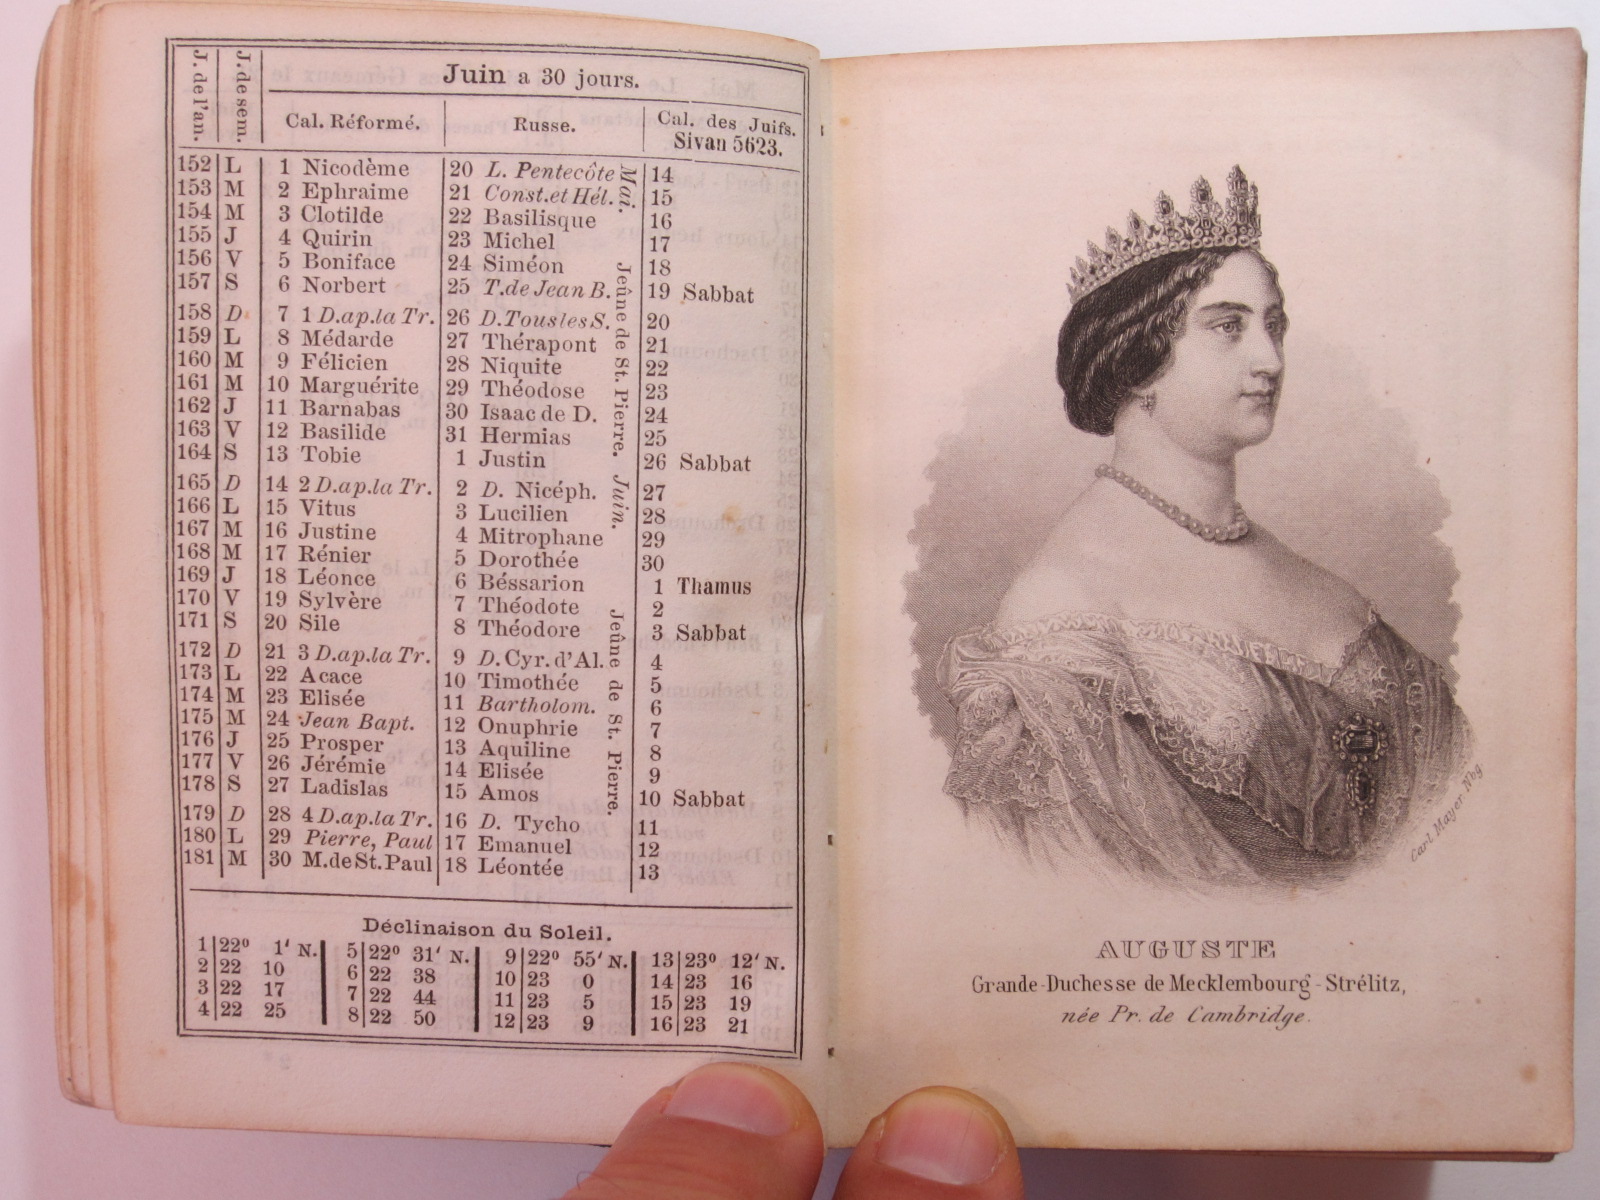 Juin a 30 jours.
J. de l'an. J. de sem. Cal. Réformé. Russe. Cal. des Juifs. Sivan 5623.
152 L 1 Nicodème 20 L. Pentecôte 14
153 M 2 Ephraime 21 Const. et Hél. 15
154 M 3 Clotilde 22 Basilisque 16
155 J 4 Quirin 23 Michel 17
156 V 5 Boniface 24 Siméon 18
157 S 6 Norbert 25 T. de Jean B. 19 Sabbat
158 D 7 1 D. ap. la Tr. 26 D. Tous les S. 20
159 L 8 Médarde 27 Thérapont 21
160 M 9 Félicien 28 Niquite 22
161 M 10 Marguérite 29 Théodose 23
162 J 11 Barnabas 30 Isaac de D. 24
163 V 12 Basilide 31 Hermias 25
164 S 13 Tobie 1 Justin 26 Sabbat
165 D 14 2 D. ap. la Tr. 2 D. Nicéph. 27
166 L 15 Vitus 3 Lucilien 28
167 M 16 Justine 4 Mitrophane 29
168 M 17 Rénier 5 Dorothée 30
169 J 18 Léonce 6 Béssarion 1 Thamus
170 V 19 Sylvère 7 Théodote 2
171 S 20 Sile 8 Théodore 3 Sabbat
172 D 21 3 D. ap. la Tr. 9 D. Cyr. d'Al. 4
173 L 22 Acace 10 Timothée 5
174 M 23 Elisée 11 Bartholom. 6
175 M 24 Jean Bapt. 12 Onuphrie 7
176 J 25 Prosper 13 Aquiline 8
177 V 26 Jérémie 14 Elisée 9
178 S 27 Ladislas 15 Amos 10 Sabbat
179 D 28 4 D. ap. la Tr. 16 D. Tycho 11
180 L 29 Pierre, Paul 17 Emanuel 12
181 M 30 M. de St. Paul 18 Léontée 13
Mai.
Jeûne de St. Pierre.
Juin.
Jeûne de St. Pierre.
Déclinaison du Soleil.
1 22º 1' N. 5 22º 31' N. 9 22º 55' N. 13 23º 12' N.
2 22 10 6 22 38 10 23 0 14 23 16
3 22 17 7 22 44 11 23 5 15 23 19
4 22 25 8 22 50 12 23 9 16 23 21
Carl Mayer Nbg
AUGUSTE
Grande-Duchesse de Mecklembourg-Strélitz,
née Pr. de Cambridge.